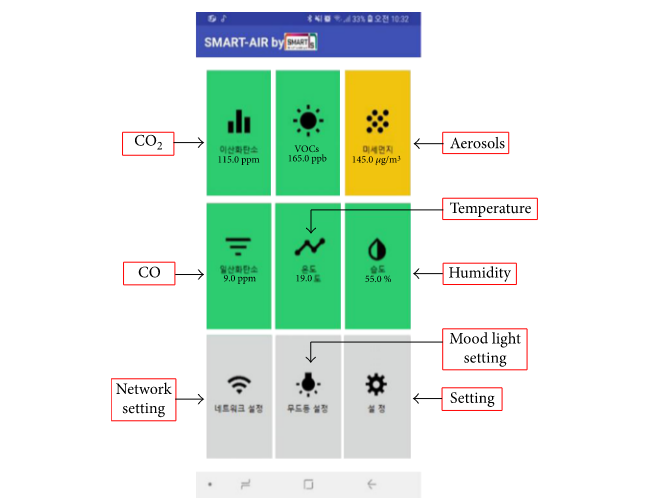 33% 오전 10:32
SMART-AIR by SMART IS
CO₂
이산화탄소
115.0 ppm
VOCs
165.0 ppb
미세먼지
145.0 μg/m³
Aerosols
Temperature
CO
일산화탄소
9.0 ppm
온도
19.0 도
습도
55.0 %
Humidity
Mood light
setting
Network
setting
네트워크 설정
무드등 설정
설 정
Setting